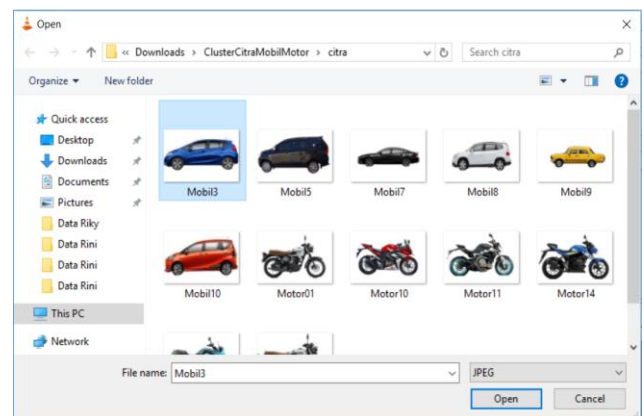 Open
« Downloads > ClusterCitraMobilMotor > citra
Search citra
Organize
New folder
Quick access
Desktop
Downloads
Documents
Pictures
Data Riky
Data Rini
Data Rini
Data Rini
This PC
Network
Mobil3 Mobil5 Mobil7 Mobil8 Mobil9
Mobil10 Motor01 Motor10 Motor11 Motor14
File name: Mobil3
JPEG
Open Cancel